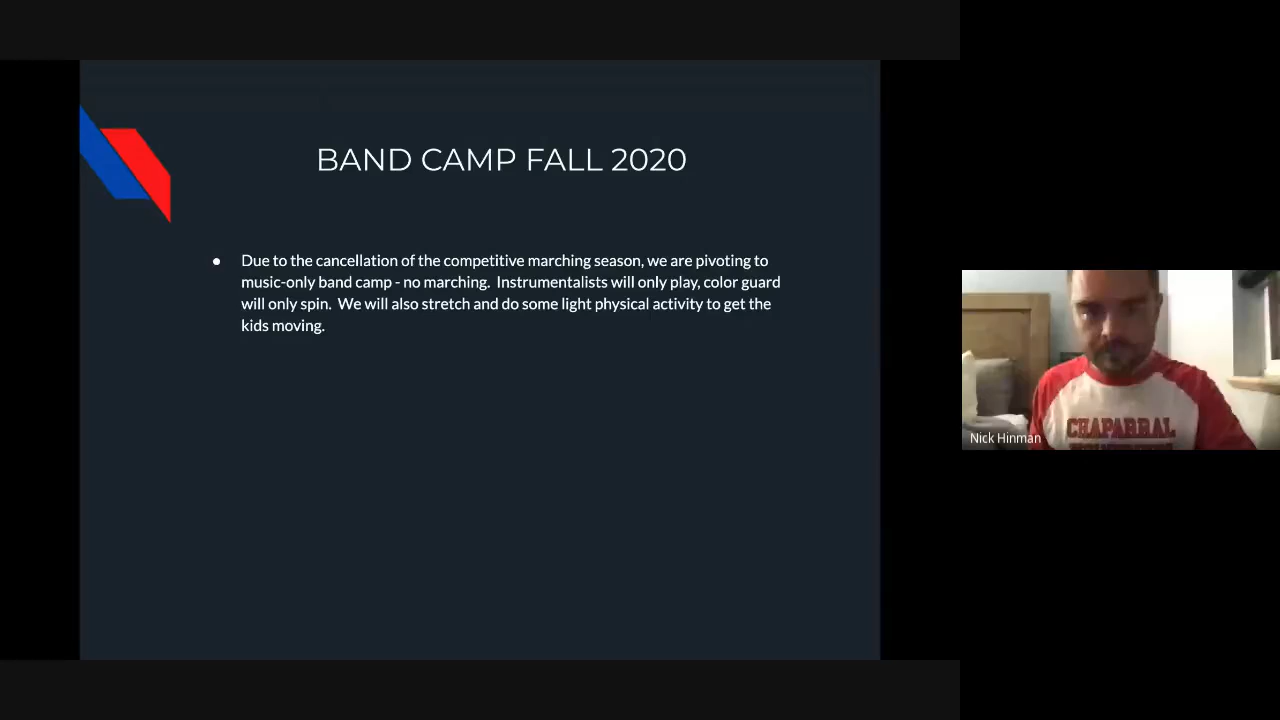 BAND CAMP FALL 2020
● Due to the cancellation of the competitive marching season, we are pivoting to
music-only band camp - no marching.  Instrumentalists will only play, color guard
will only spin.  We will also stretch and do some light physical activity to get the
kids moving.
CHAPARRAL
Nick Hinman